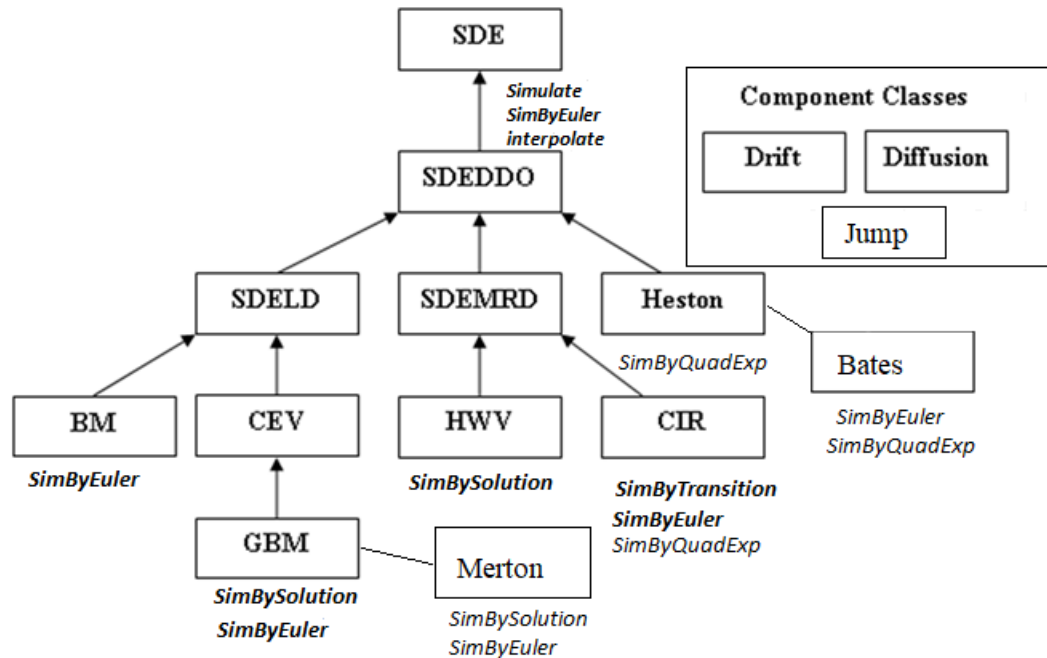 SDE
Simulate
SimByEuler
interpolate
Component Classes
Drift
Diffusion
Jump
SDEDDO
SDELD
SDEMRD
Heston
SimByQuadExp
Bates
SimByEuler
SimByQuadExp
BM
SimByEuler
CEV
HWV
SimBySolution
CIR
SimByTransition
SimByEuler
SimByQuadExp
GBM
SimBySolution
SimByEuler
Merton
SimBySolution
SimByEuler